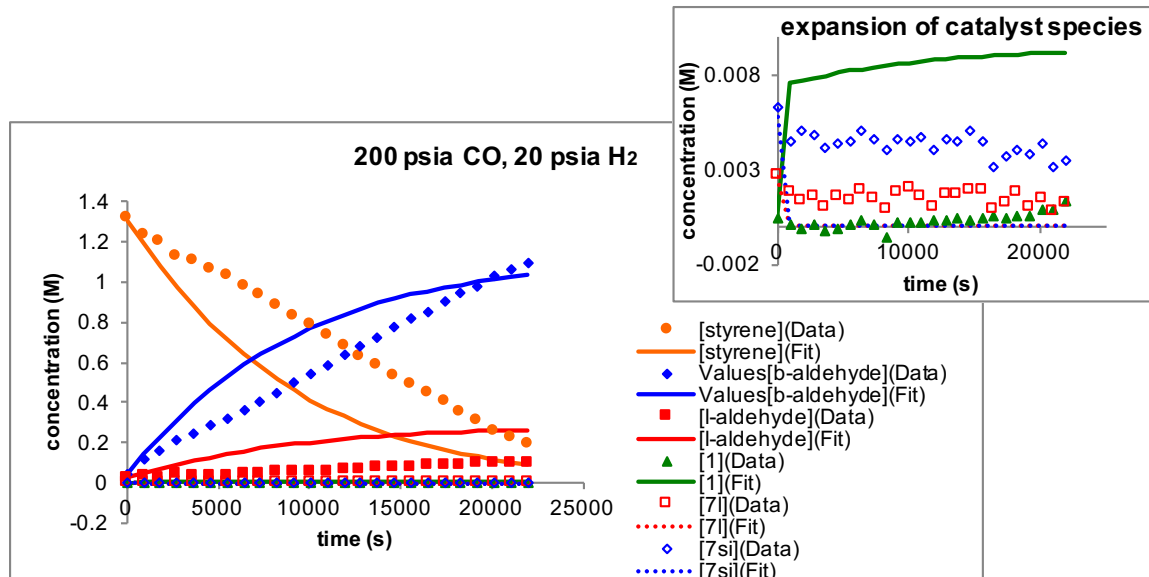 expansion of catalyst species
0.008
0.003
-0.002
0
10000
20000
concentration (M)
time (s)
200 psia CO, 20 psia H2
1.4
1.2
1
0.8
0.6
0.4
0.2
0
-0.2
0
5000
10000
15000
20000
25000
concentration (M)
time (s)
[styrene](Data)
[styrene](Fit)
Values[b-aldehyde](Data)
Values[b-aldehyde](Fit)
[l-aldehyde](Data)
[l-aldehyde](Fit)
[1](Data)
[1](Fit)
[7l](Data)
[7l](Fit)
[7si](Data)
[7si](Fit)